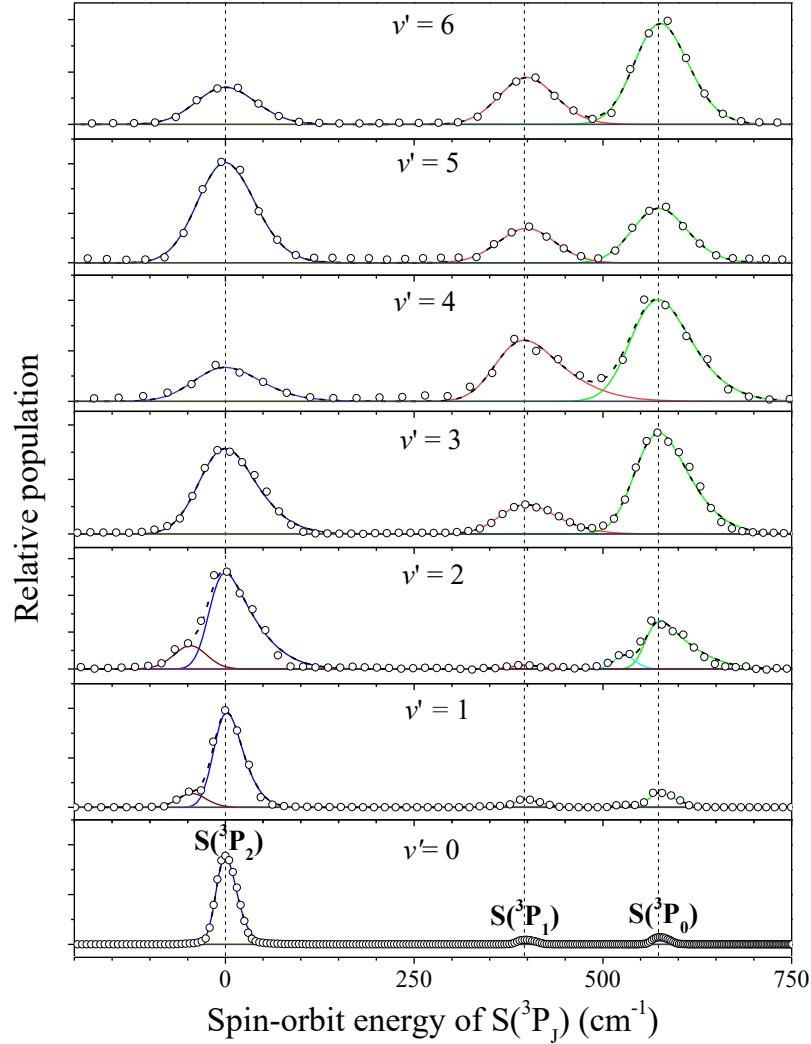 v' = 6
v' = 5
v' = 4
v' = 3
v' = 2
v' = 1
v'= 0
S(³P₂)
S(³P₁)
S(³P₀)
Relative population
0
250
500
750
Spin-orbit energy of S(³P_J) (cm⁻¹)